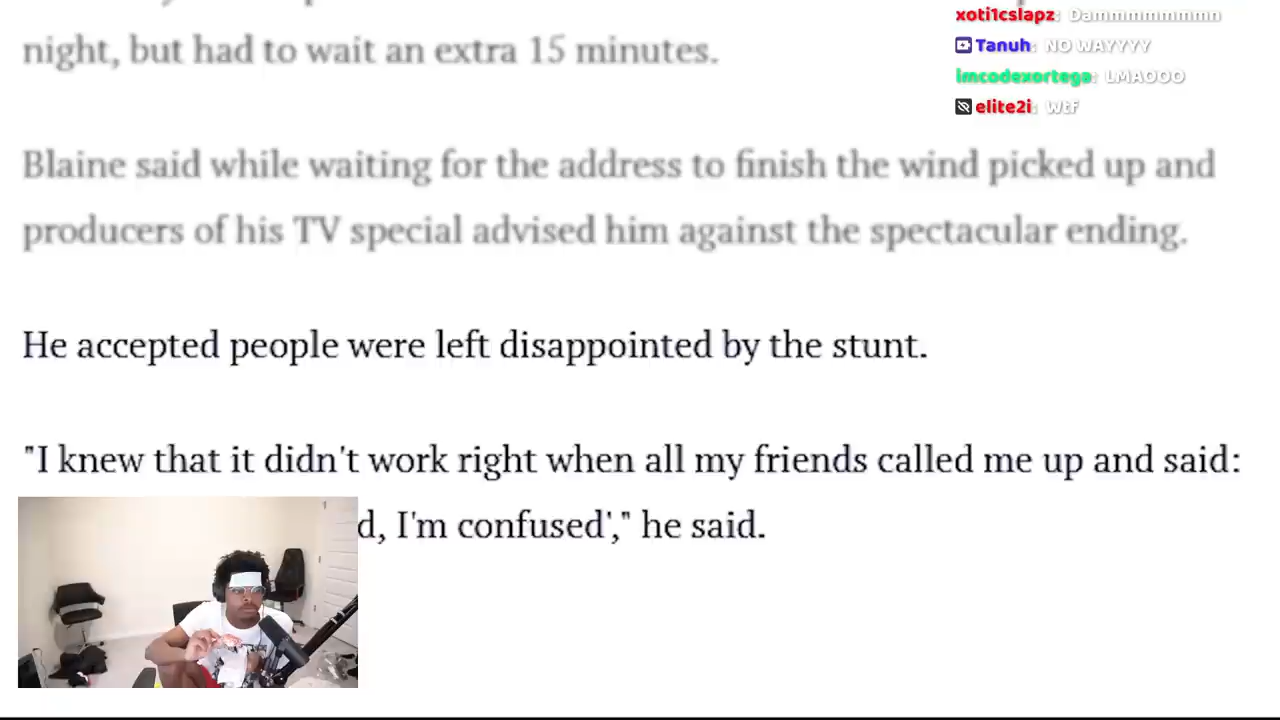 xoti1cslapz: Dammmmmmmn
night, but had to wait an extra 15 minutes.
Tanuh: NO WAYYYY
imcodexortega: LMAOOO
elite2i: Wtf
Blaine said while waiting for the address to finish the wind picked up and
producers of his TV special advised him against the spectacular ending.
He accepted people were left disappointed by the stunt.
"I knew that it didn't work right when all my friends called me up and said:
d, I'm confused'," he said.